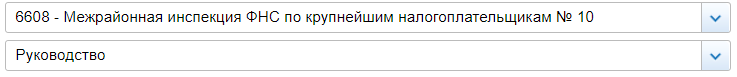 6608 - Межрайонная инспекция ФНС по крупнейшим налогоплательщикам № 10
Руководство